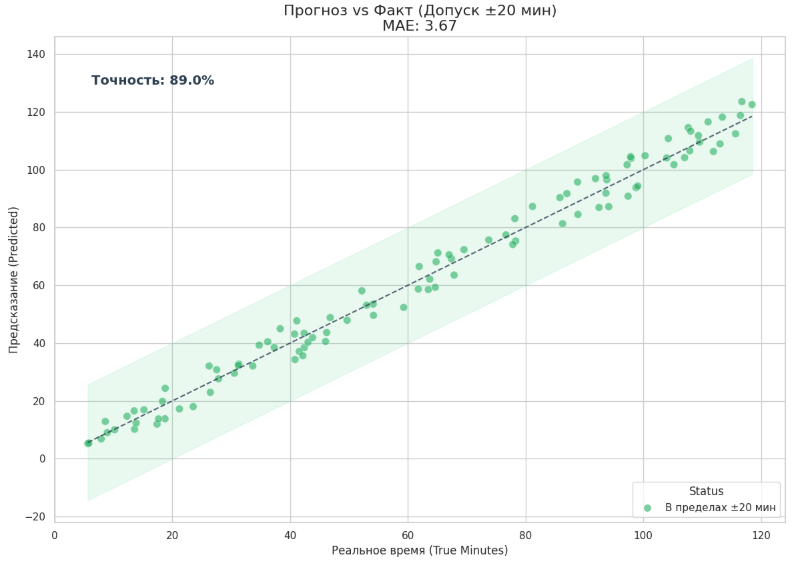 Прогноз vs Факт (Допуск ±20 мин)
MAE: 3.67
Точность: 89.0%
140
120
100
80
60
40
20
0
−20
Предсказание (Predicted)
Status
В пределах ±20 мин
0
20
40
60
80
100
120
Реальное время (True Minutes)